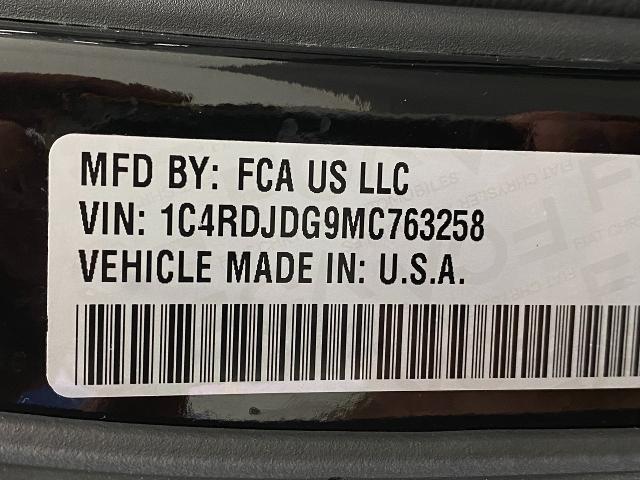 MFD BY: FCA US LLC
VIN: 1C4RDJDG9MC763258
VEHICLE MADE IN: U.S.A.